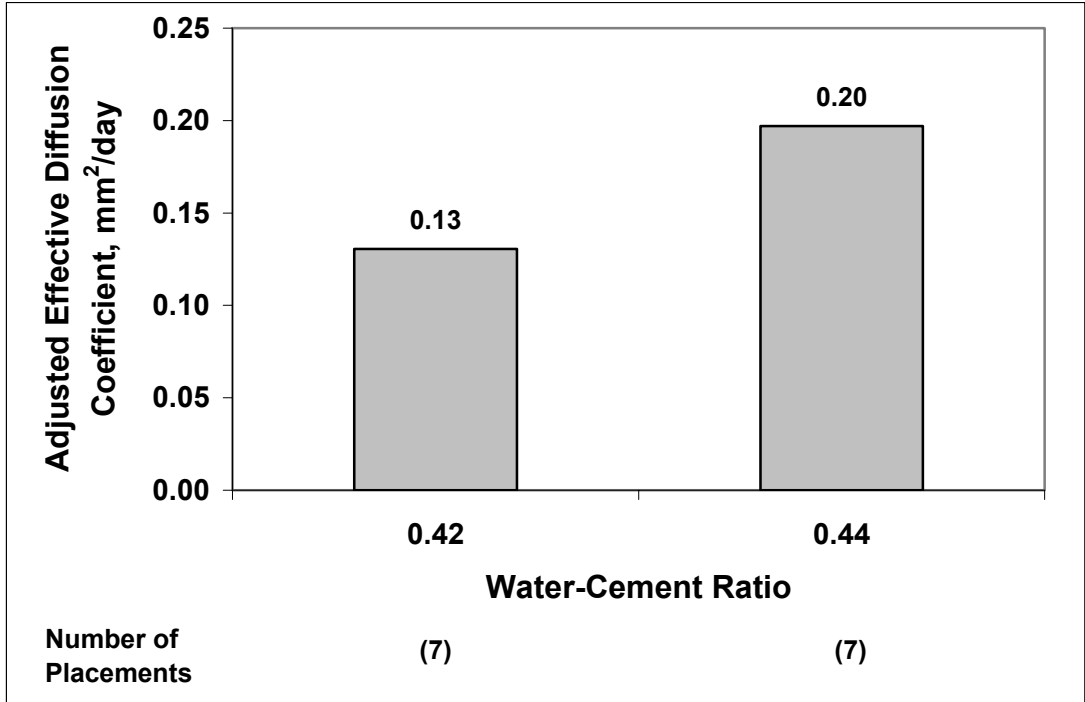 Adjusted Effective Diffusion
Coefficient, mm²/day
0.25
0.20
0.15
0.10
0.05
0.00
0.13
0.20
0.42
0.44
Water-Cement Ratio
Number of
Placements
(7)
(7)